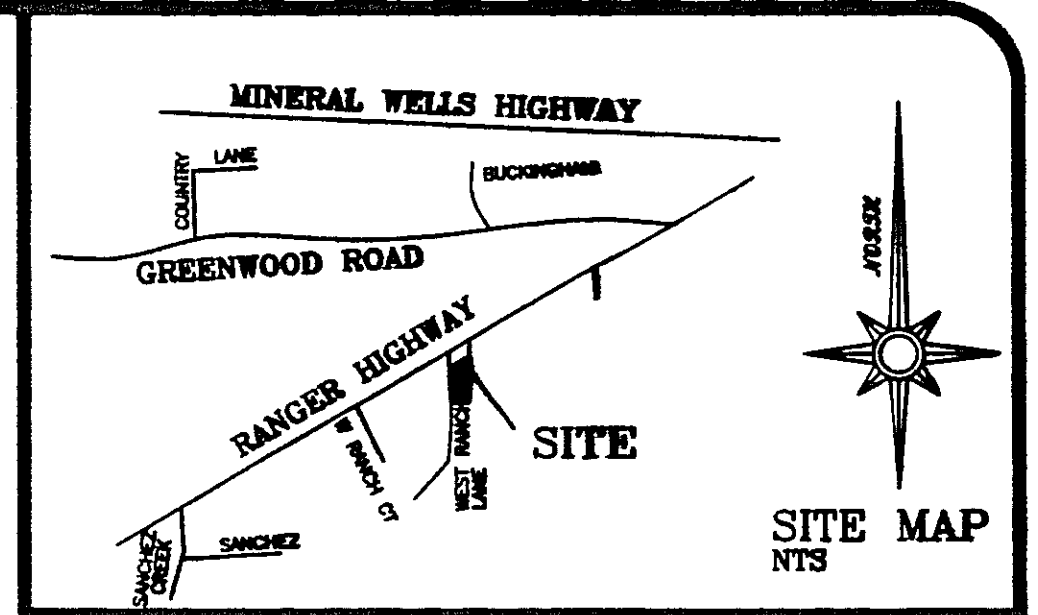 MINERAL WELLS HIGHWAY
COUNTRY
LANE
BUCKINGHAM
GREENWOOD ROAD
RANGER HIGHWAY
W RANCH CT
WEST RANCH
LANE
SITE
SANCHEZ
CREEK
SANCHEZ
SITE MAP
NTS